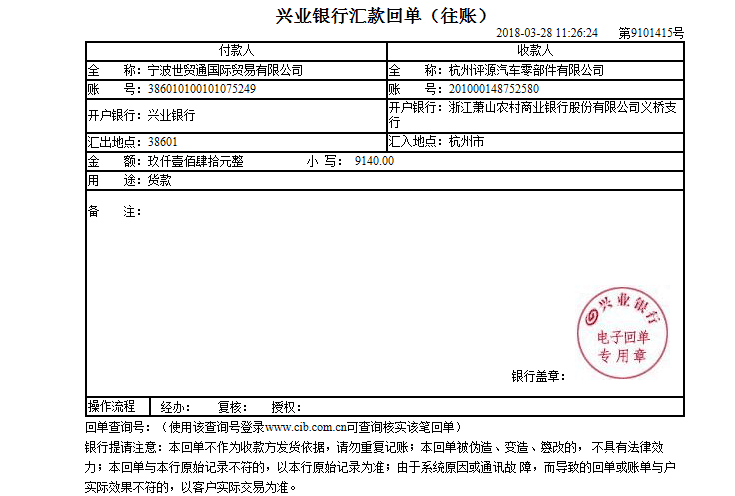 兴业银行汇款回单（往账）
2018-03-28 11:26:24 第9101415号
付款人 收款人
全 称：宁波世贸通国际贸易有限公司 全 称：杭州评源汽车零部件有限公司
账 号：386010100101075249 账 号：201000148752580
开户银行：兴业银行 开户银行：浙江萧山农村商业银行股份有限公司义桥支
行
汇出地点：38601 汇入地点：杭州市
金 额：玖仟壹佰肆拾元整 小 写： 9140.00
用 途：货款
备 注：
兴业银行
电子回单
专用章
银行盖章：
操作流程 经办： 复核： 授权：
回单查询号：（使用该查询号登录www.cib.com.cn可查询核实该笔回单）
银行提请注意：本回单不作为收款方发货依据，请勿重复记账；本回单被伪造、变造、篡改的， 不具有法律效
力；本回单与本行原始记录不符的，以本行原始记录为准；由于系统原因或通讯故 障，而导致的回单或账单与户
实际效果不符的，以客户实际交易为准。